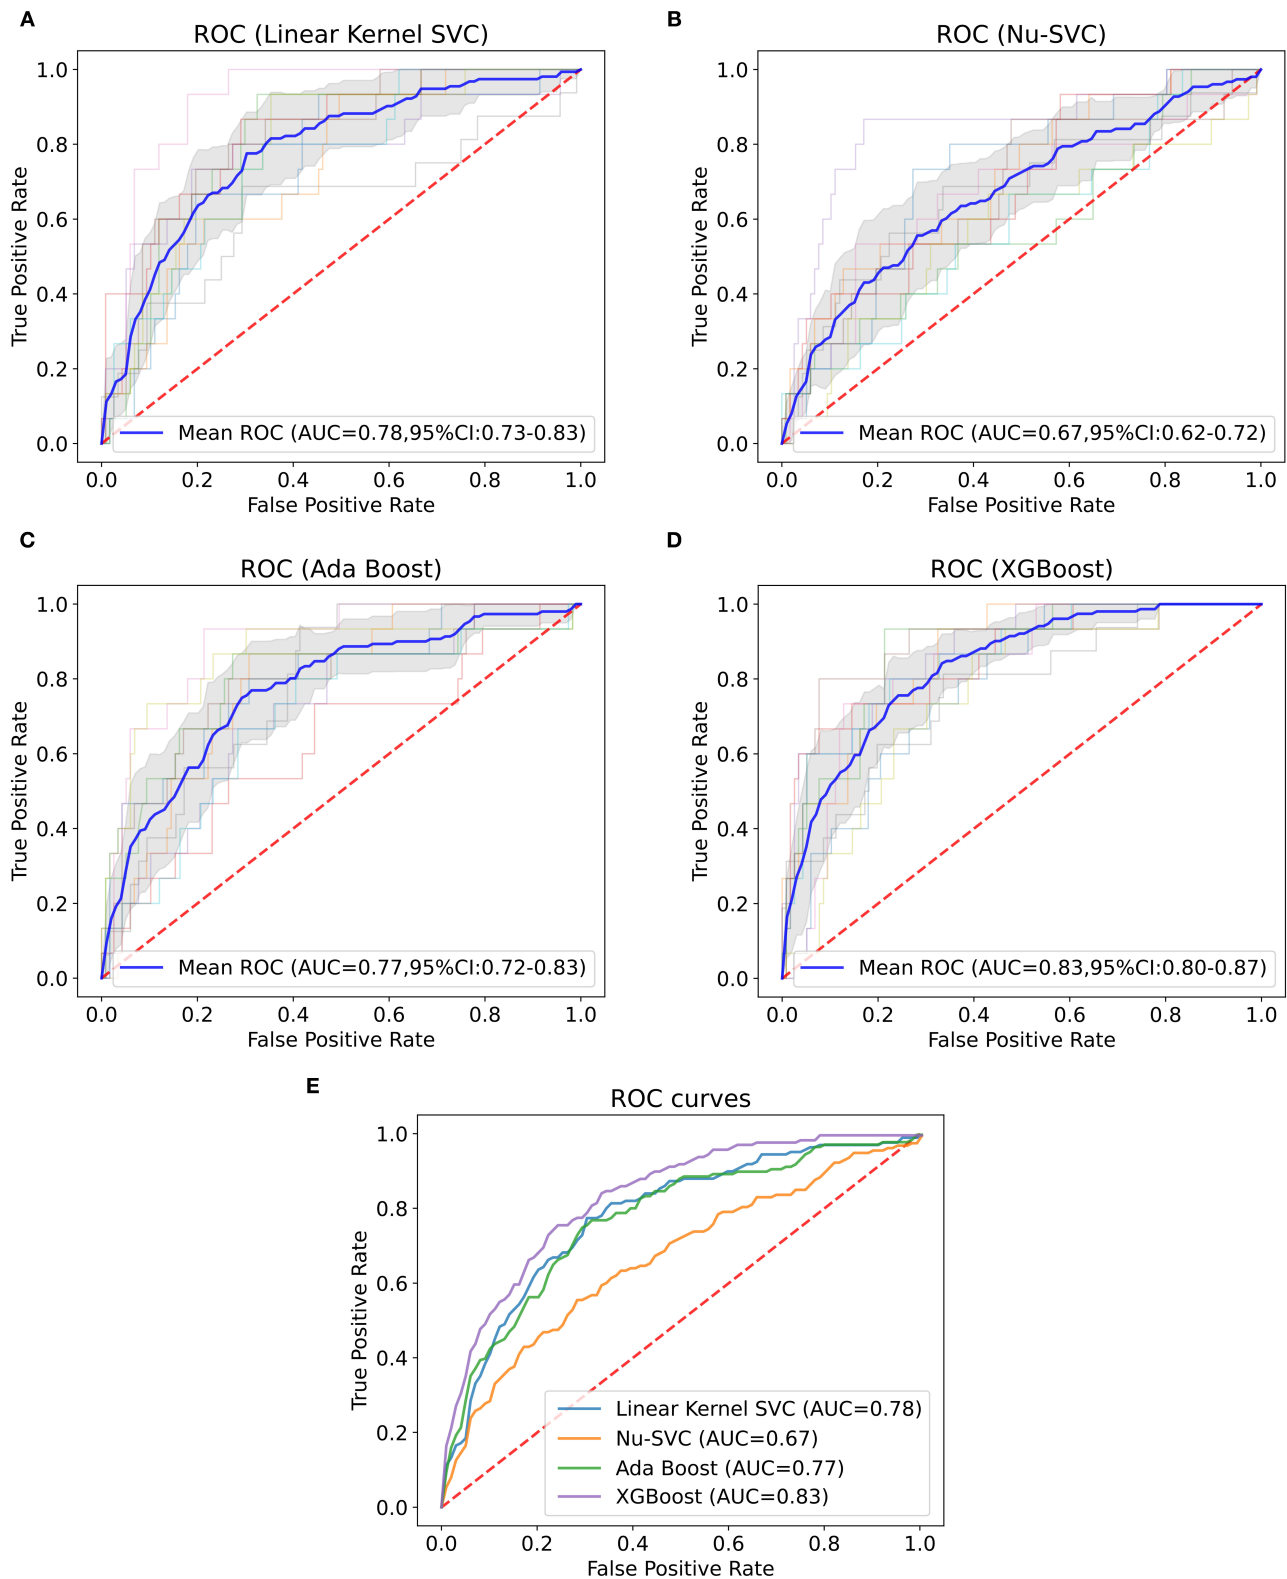 A
ROC (Linear Kernel SVC)
1.0
0.8
0.6
0.4
0.2
0.0
True Positive Rate
Mean ROC (AUC=0.78,95%CI:0.73-0.83)
0.0 0.2 0.4 0.6 0.8 1.0
False Positive Rate
B
ROC (Nu-SVC)
1.0
0.8
0.6
0.4
0.2
0.0
True Positive Rate
Mean ROC (AUC=0.67,95%CI:0.62-0.72)
0.0 0.2 0.4 0.6 0.8 1.0
False Positive Rate
C
ROC (Ada Boost)
1.0
0.8
0.6
0.4
0.2
0.0
True Positive Rate
Mean ROC (AUC=0.77,95%CI:0.72-0.83)
0.0 0.2 0.4 0.6 0.8 1.0
False Positive Rate
D
ROC (XGBoost)
1.0
0.8
0.6
0.4
0.2
0.0
True Positive Rate
Mean ROC (AUC=0.83,95%CI:0.80-0.87)
0.0 0.2 0.4 0.6 0.8 1.0
False Positive Rate
E
ROC curves
1.0
0.8
0.6
0.4
0.2
0.0
True Positive Rate
Linear Kernel SVC (AUC=0.78)
Nu-SVC (AUC=0.67)
Ada Boost (AUC=0.77)
XGBoost (AUC=0.83)
0.0 0.2 0.4 0.6 0.8 1.0
False Positive Rate